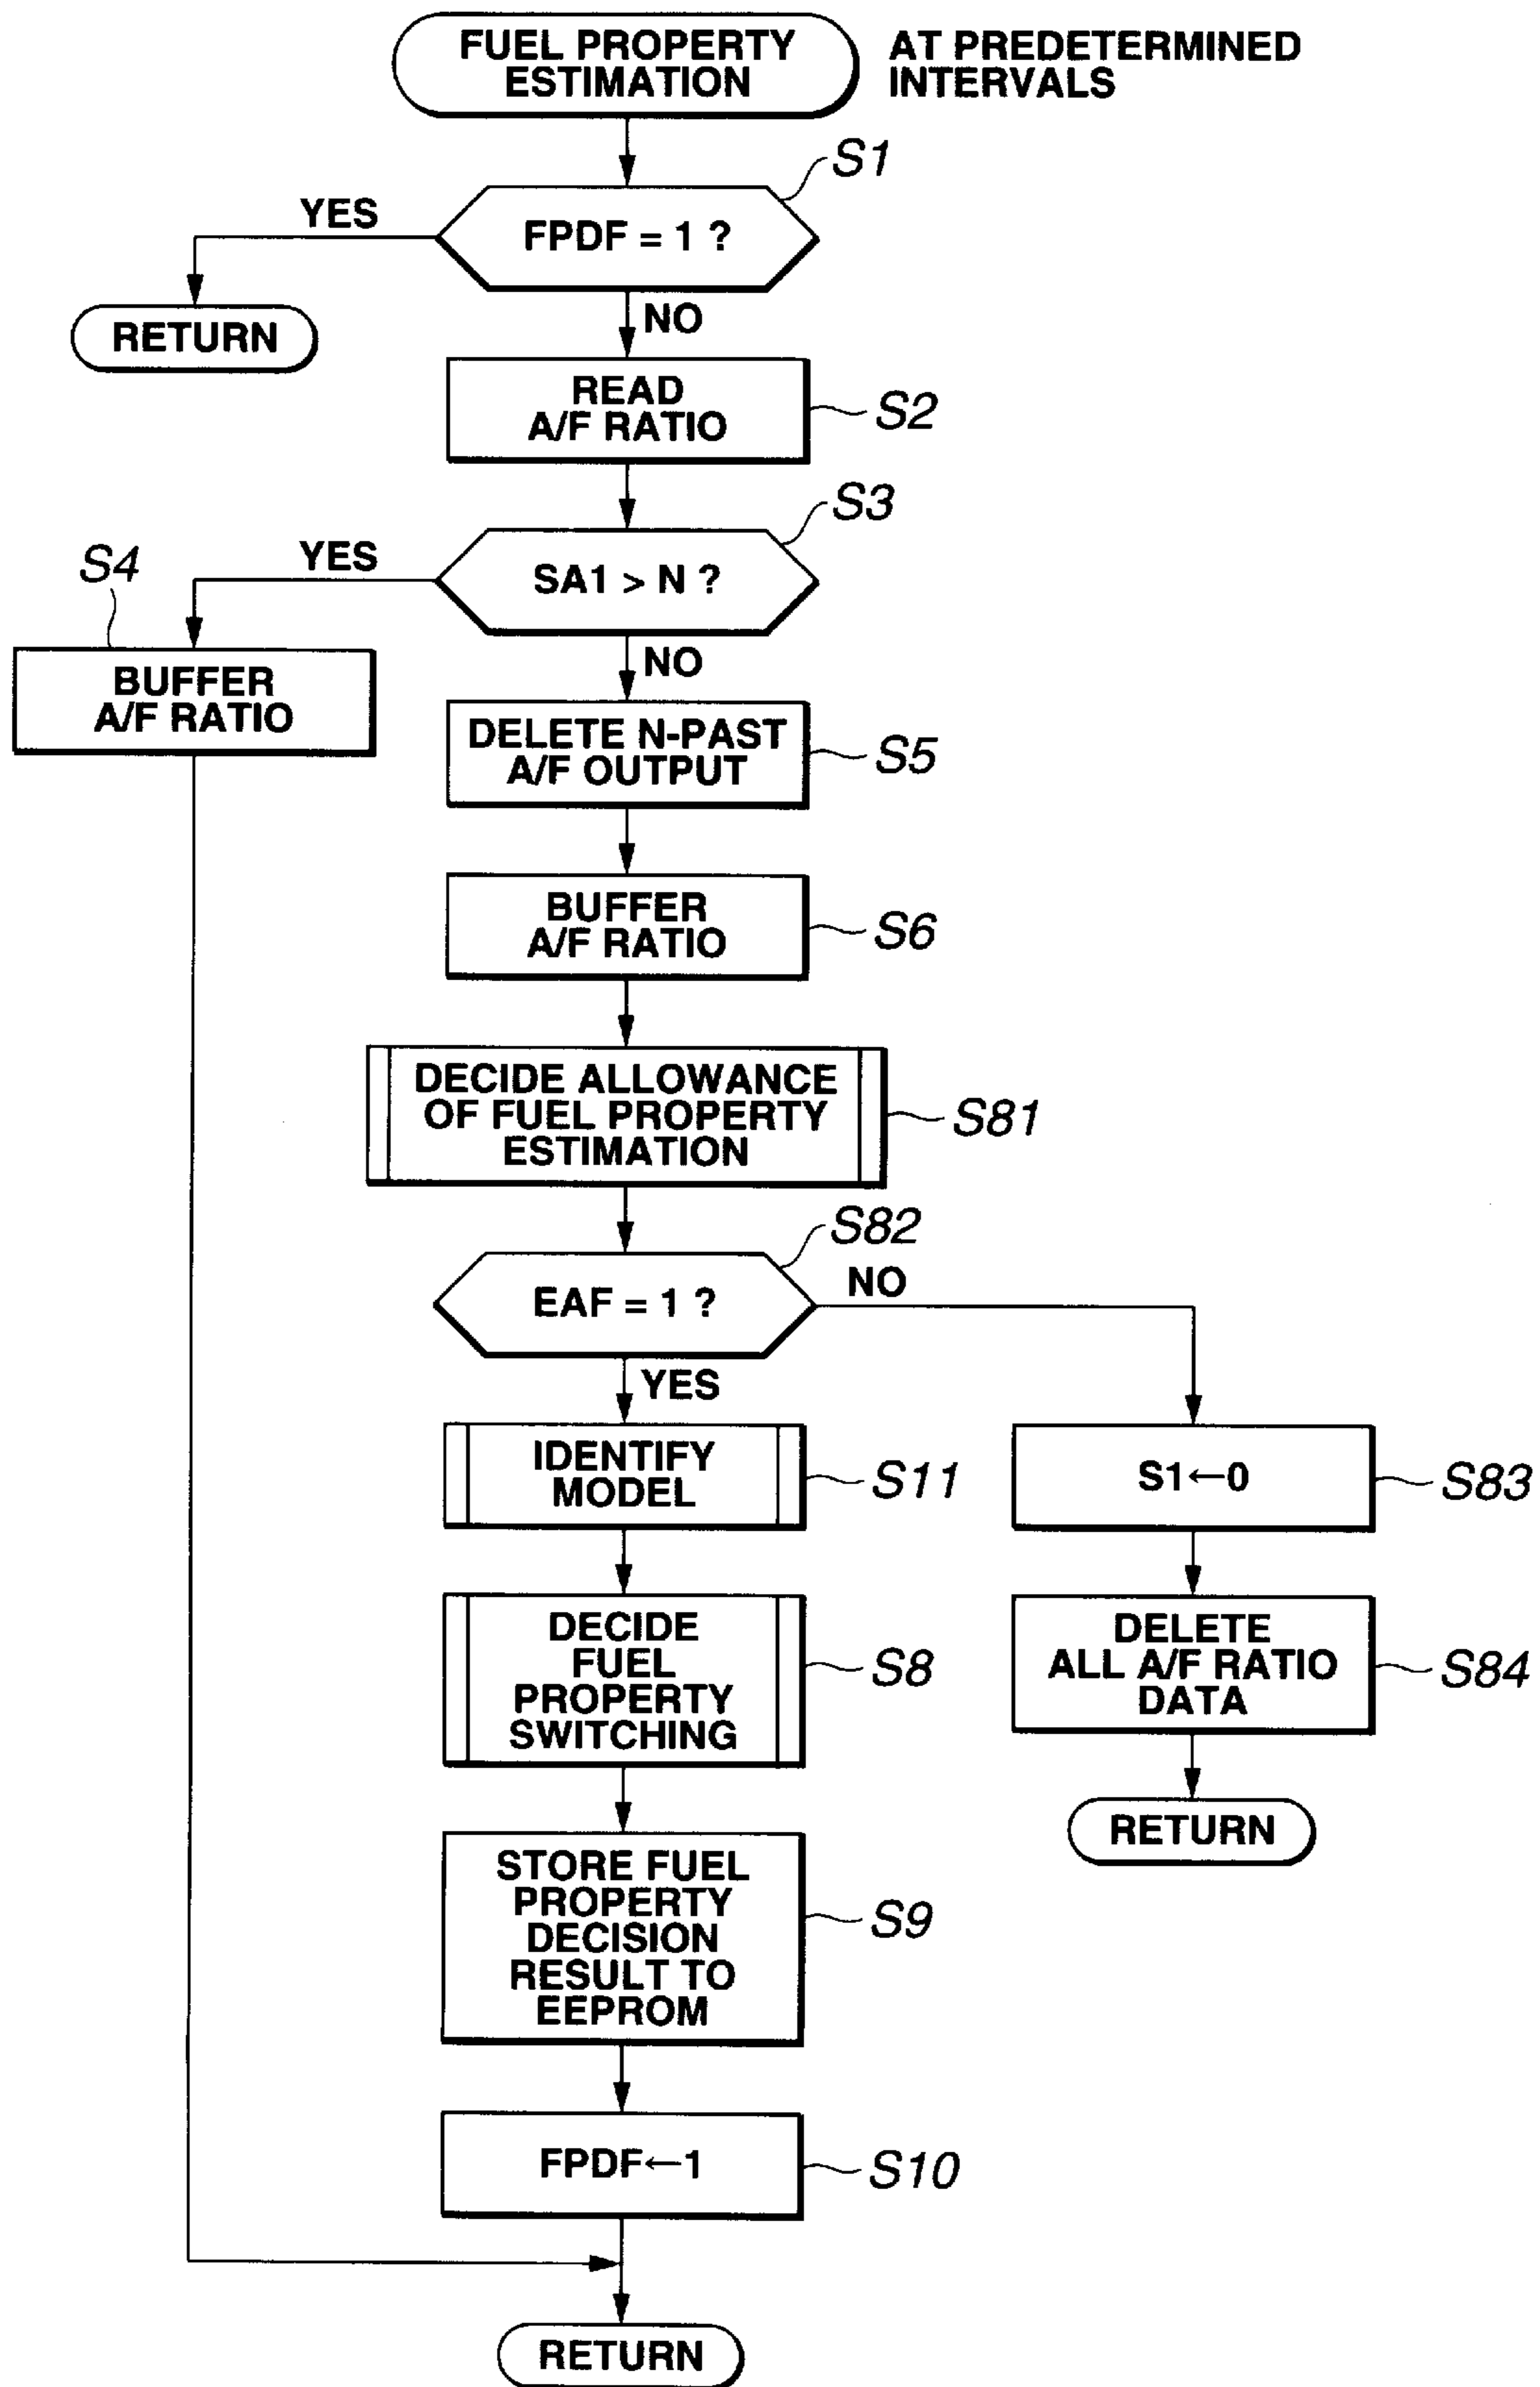 FUEL PROPERTY
ESTIMATION
AT PREDETERMINED
INTERVALS
S1
YES
FPDF = 1 ?
RETURN
NO
READ
A/F RATIO
S2
S3
YES
SA1 > N ?
S4
BUFFER
A/F RATIO
NO
DELETE N-PAST
A/F OUTPUT
S5
BUFFER
A/F RATIO
S6
DECIDE ALLOWANCE
OF FUEL PROPERTY
ESTIMATION
S81
S82
EAF = 1 ?
NO
YES
IDENTIFY
MODEL
S11
S1←0
S83
DECIDE
FUEL
PROPERTY
SWITCHING
S8
DELETE
ALL A/F RATIO
DATA
S84
RETURN
STORE FUEL
PROPERTY
DECISION
RESULT TO
EEPROM
S9
FPDF←1
S10
RETURN